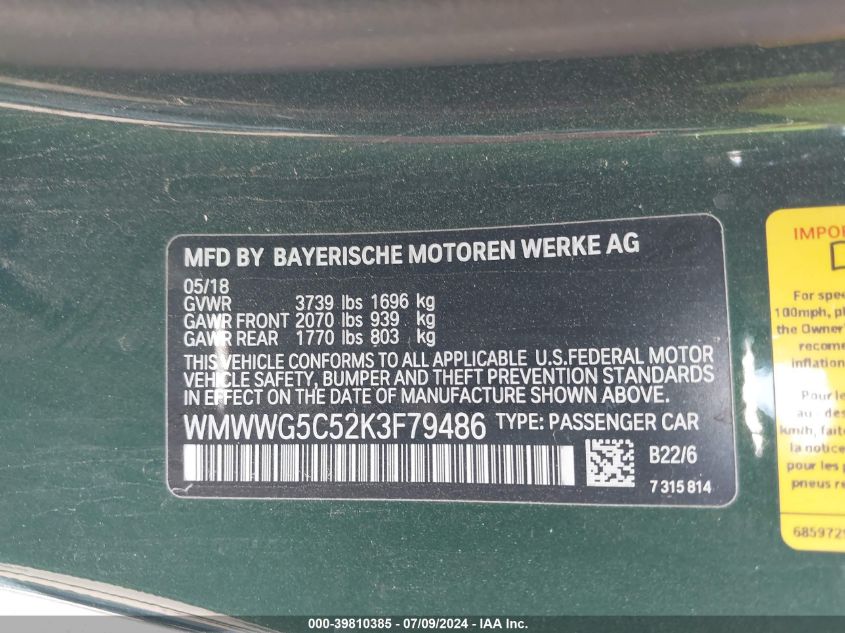 MFD BY BAYERISCHE MOTOREN WERKE AG
05/18
GVWR 3739 lbs 1696 kg
GAWR FRONT 2070 lbs 939 kg
GAWR REAR 1770 lbs 803 kg
THIS VEHICLE CONFORMS TO ALL APPLICABLE U.S.FEDERAL MOTOR
VEHICLE SAFETY, BUMPER AND THEFT PREVENTION STANDARDS
IN EFFECT ON THE DATE OF MANUFACTURE SHOWN ABOVE.
WMWWG5C52K3F79486 TYPE: PASSENGER CAR
B22/6
7 315 814
For spee
100mph, pl
the Owner'
recom
inflation
Pour le
des
km/h, fait
la notice
pour les
pneus re
685972
000-39810385 / 07/09/2024 - IAA Inc.